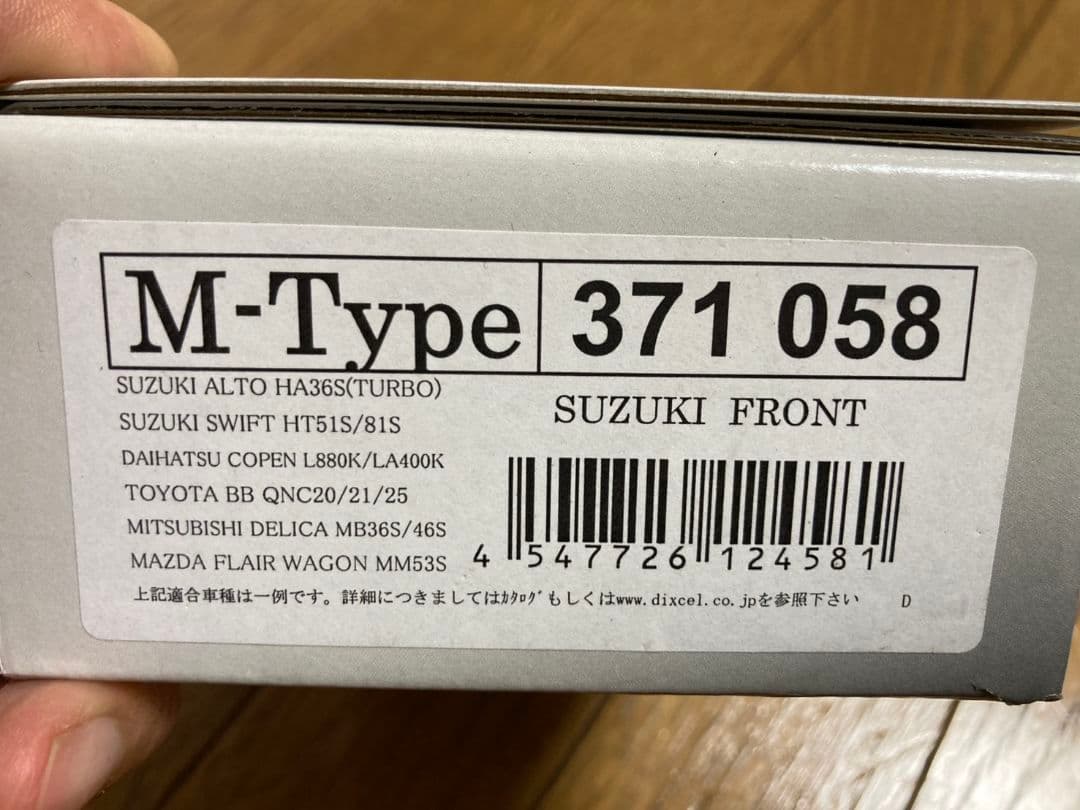 M-Type 371 058
SUZUKI ALTO HA36S(TURBO)
SUZUKI SWIFT HT51S/81S
DAIHATSU COPEN L880K/LA400K
TOYOTA BB QNC20/21/25
MITSUBISHI DELICA MB36S/46S
MAZDA FLAIR WAGON MM53S
SUZUKI FRONT
4 547726 124581
上記適合車種は一例です。詳細につきましてはｶﾀﾛｸﾞもしくはwww.dixcel.co.jpを参照下さい D